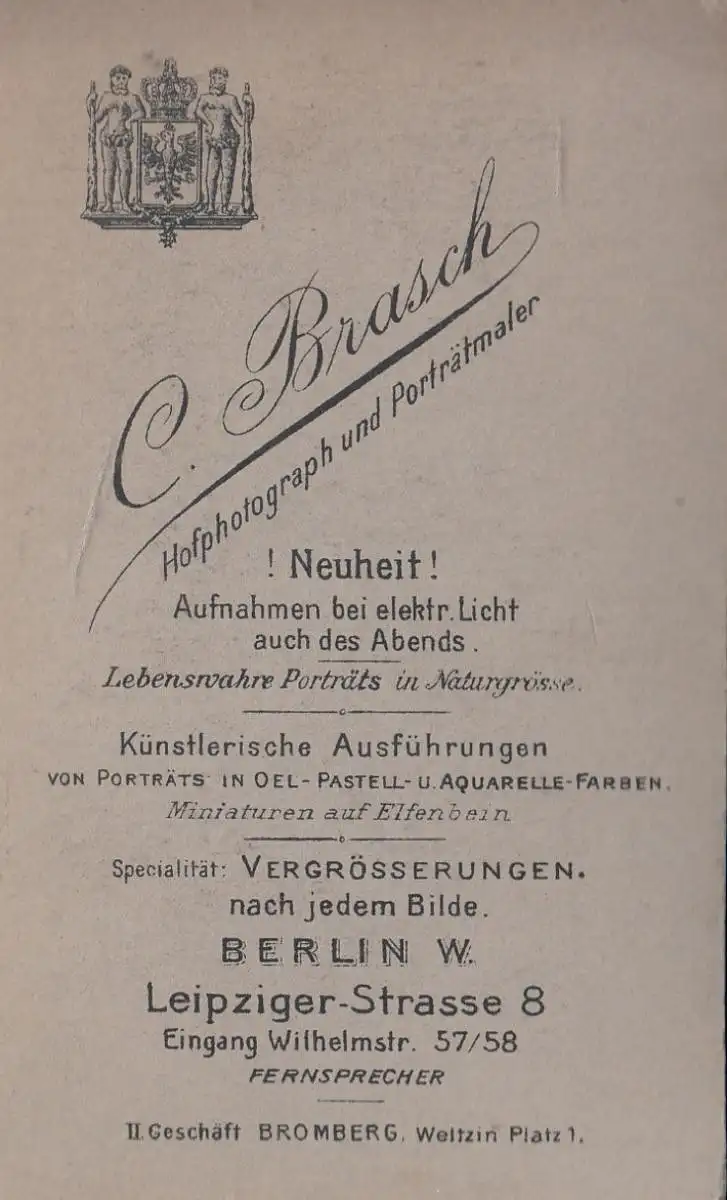 C. Brasch
Hofphotograph und Porträtmaler
! Neuheit !
Aufnahmen bei elektr. Licht
auch des Abends.
Lebenswahre Porträts in Naturgrösse.
Künstlerische Ausführungen
VON PORTRÄTS IN OEL- PASTELL- U. AQUARELLE-FARBEN.
Miniaturen auf Elfenbein
Specialität: VERGRÖSSERUNGEN.
nach jedem Bilde.
BERLIN W.
Leipziger-Strasse 8
Eingang Wilhelmstr. 57/58
FERNSPRECHER
II. Geschäft BROMBERG. Weltzin Platz 1.